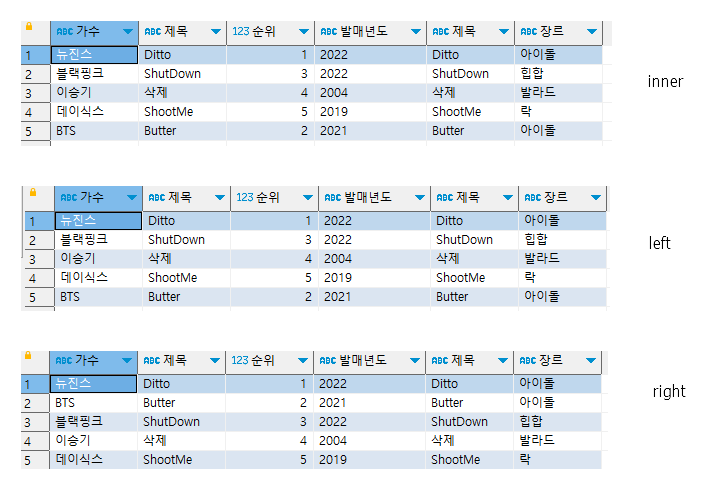 ABC 가수 ABC 제목 123 순위 ABC 발매년도 ABC 제목 ABC 장르
1 뉴진스 Ditto 1 2022 Ditto 아이돌
2 블랙핑크 ShutDown 3 2022 ShutDown 힙합
3 이승기 삭제 4 2004 삭제 발라드
4 데이식스 ShootMe 5 2019 ShootMe 락
5 BTS Butter 2 2021 Butter 아이돌
inner
ABC 가수 ABC 제목 123 순위 ABC 발매년도 ABC 제목 ABC 장르
1 뉴진스 Ditto 1 2022 Ditto 아이돌
2 블랙핑크 ShutDown 3 2022 ShutDown 힙합
3 이승기 삭제 4 2004 삭제 발라드
4 데이식스 ShootMe 5 2019 ShootMe 락
5 BTS Butter 2 2021 Butter 아이돌
left
ABC 가수 ABC 제목 123 순위 ABC 발매년도 ABC 제목 ABC 장르
1 뉴진스 Ditto 1 2022 Ditto 아이돌
2 BTS Butter 2 2021 Butter 아이돌
3 블랙핑크 ShutDown 3 2022 ShutDown 힙합
4 이승기 삭제 4 2004 삭제 발라드
5 데이식스 ShootMe 5 2019 ShootMe 락
right